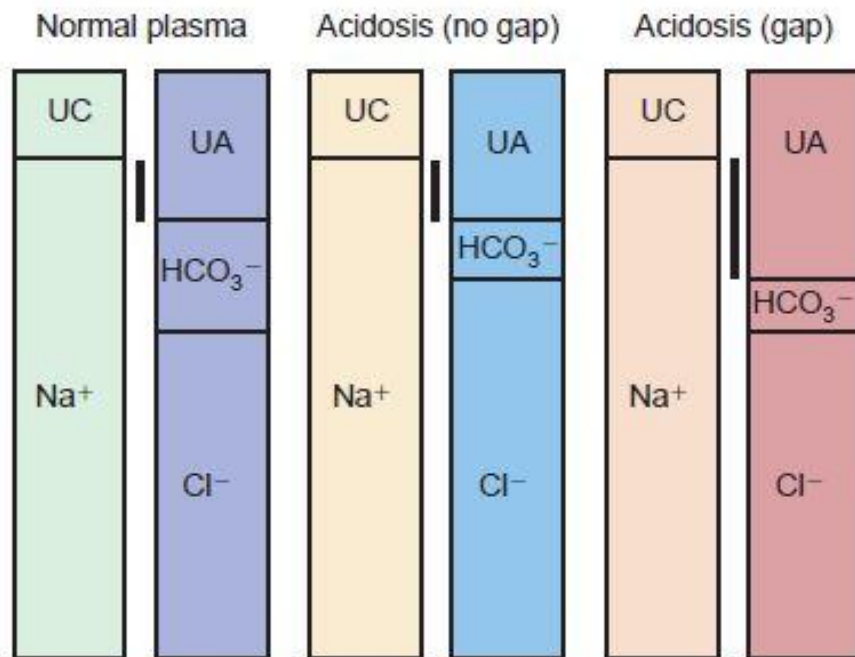 Normal plasma
Acidosis (no gap)
Acidosis (gap)
UC
UA
HCO₃⁻
Na⁺
Cl⁻
UC
UA
HCO₃⁻
Na⁺
Cl⁻
UC
UA
HCO₃⁻
Na⁺
Cl⁻